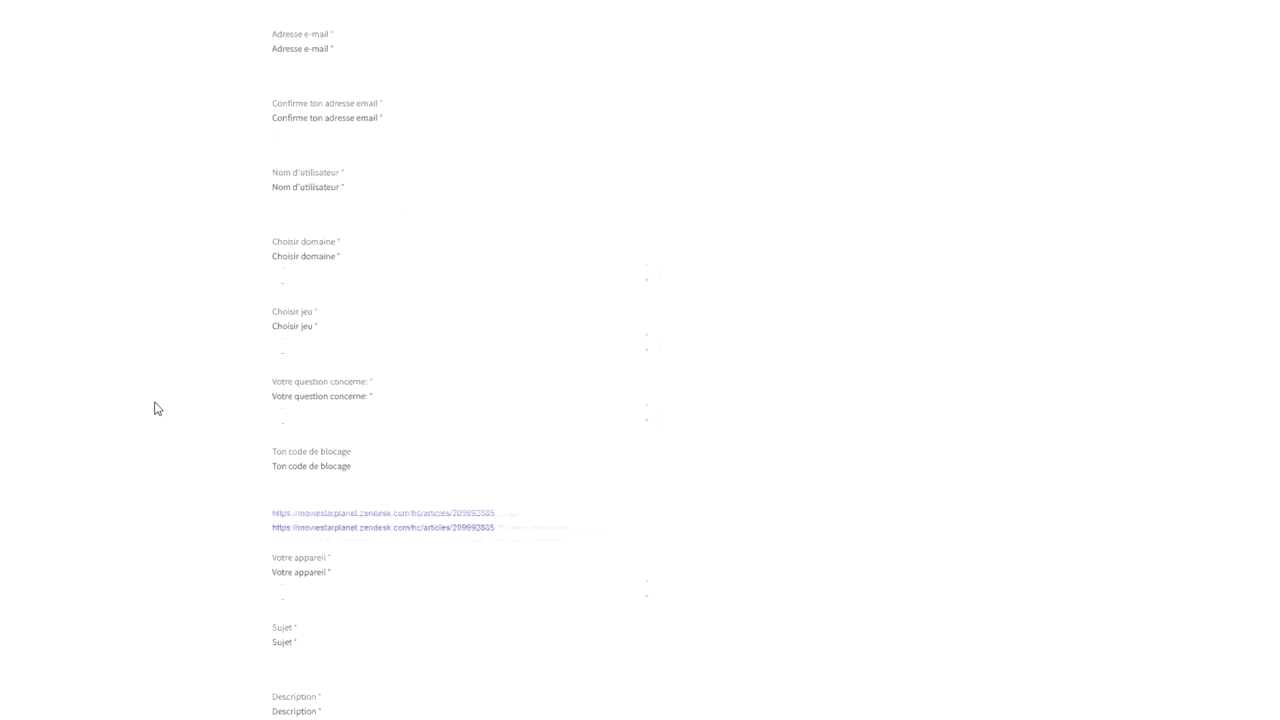 Adresse e-mail *
Adresse e-mail *
Confirme ton adresse email *
Confirme ton adresse email *
Nom d'utilisateur *
Nom d'utilisateur *
Choisir domaine *
Choisir domaine *
-
-
Choisir jeu *
Choisir jeu *
-
-
Votre question concerne: *
Votre question concerne: *
-
-
Ton code de blocage
Ton code de blocage
https://moviestarplanet.zendesk.com/hc/articles/209992885
https://moviestarplanet.zendesk.com/hc/articles/209992885
Votre appareil *
Votre appareil *
-
-
Sujet *
Sujet *
Description *
Description *